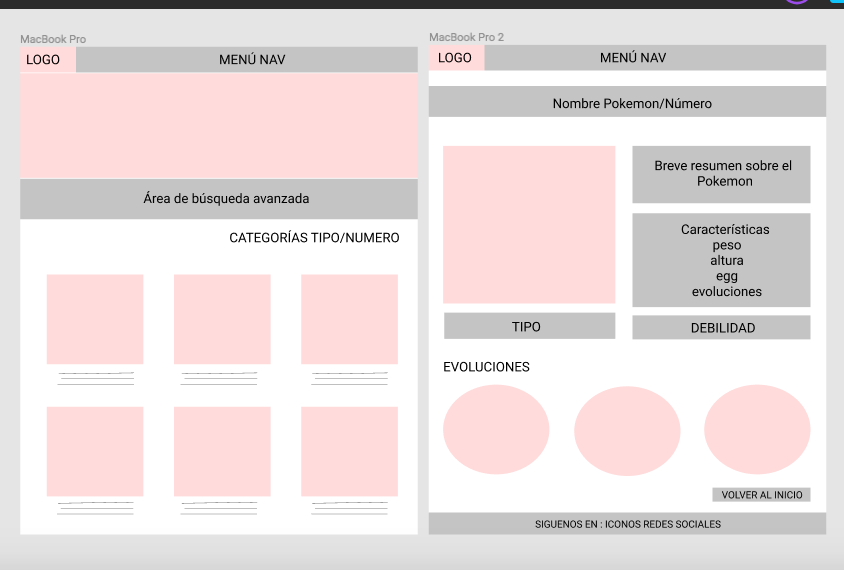 MacBook Pro
LOGO
MENÚ NAV
Área de búsqueda avanzada
CATEGORÍAS TIPO/NUMERO
MacBook Pro 2
LOGO
MENÚ NAV
Nombre Pokemon/Número
Breve resumen sobre el
Pokemon
Características
peso
altura
egg
evoluciones
TIPO
DEBILIDAD
EVOLUCIONES
VOLVER AL INICIO
SIGUENOS EN : ICONOS REDES SOCIALES